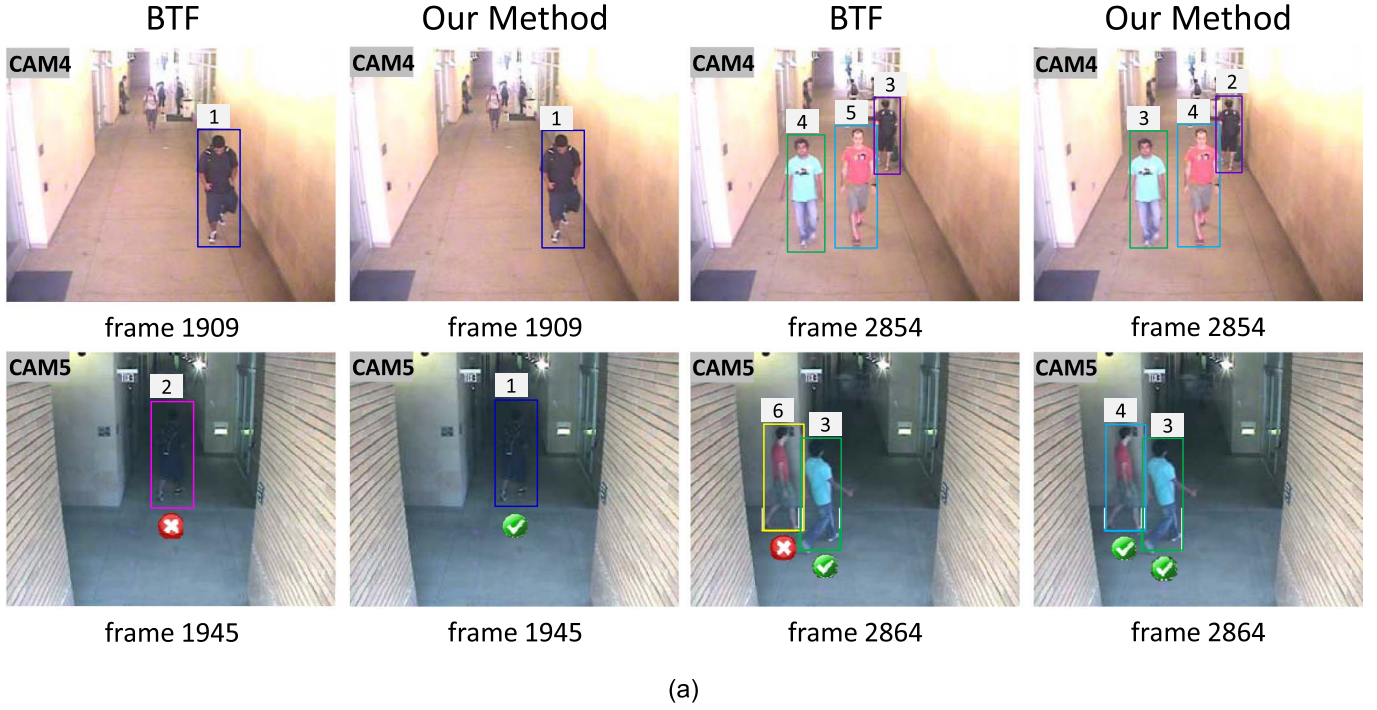 BTF Our Method BTF Our Method
CAM4 CAM4 CAM4 CAM4
1 1 4 5 3 3 4 2
frame 1909 frame 1909 frame 2854 frame 2854
CAM5 CAM5 CAM5 CAM5
2 1 6 3 4 3
frame 1945 frame 1945 frame 2864 frame 2864
(a)